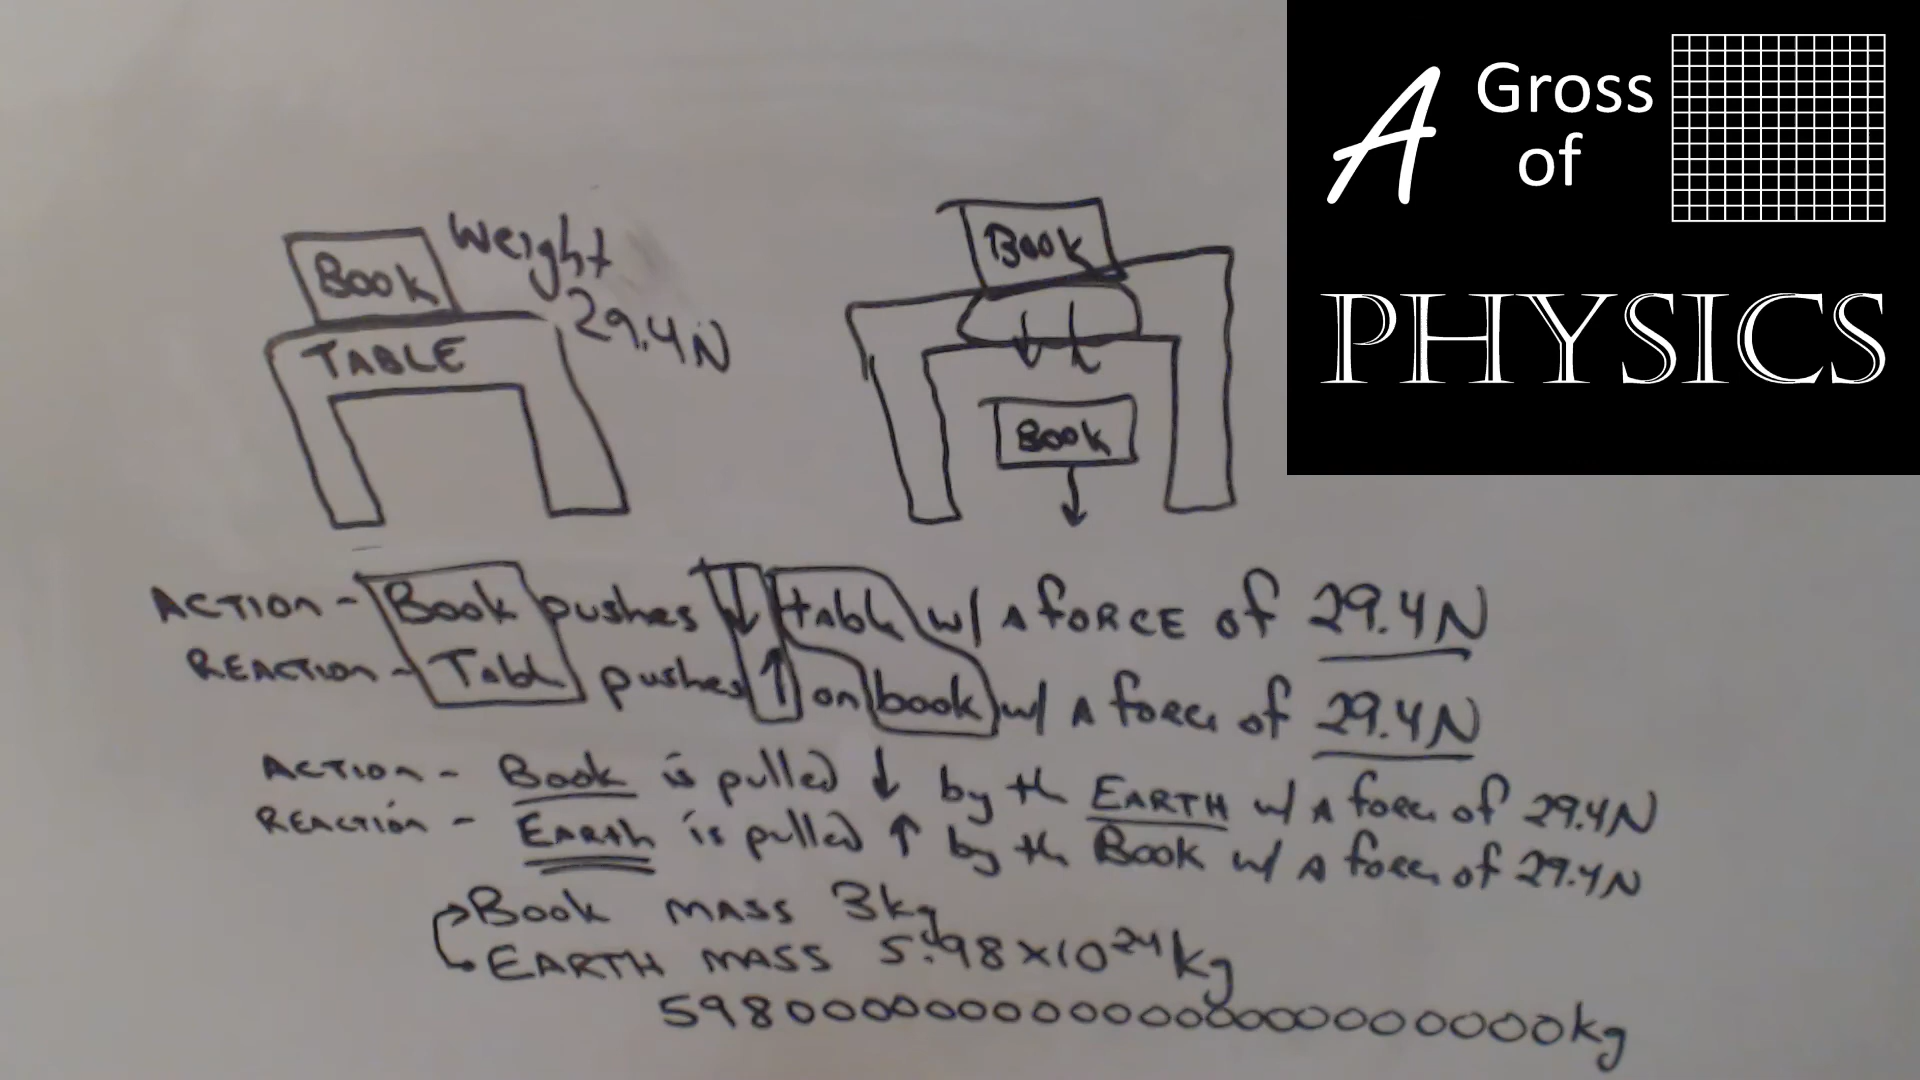 A Gross of
PHYSICS
Book
Weight
29.4N
TABLE
Book
Book
ACTION - Book pushes ↓ table w/ A FORCE of 29.4N
REACTION - Table pushes ↑ on book w/ A force of 29.4N
ACTION - Book is pulled ↓ by the EARTH w/ A force of 29.4N
REACTION - EARTH is pulled ↑ by the Book w/ A force of 29.4N
Book MASS 3kg
EARTH MASS 5.98×10²⁴kg
5980000000000000000000000kg